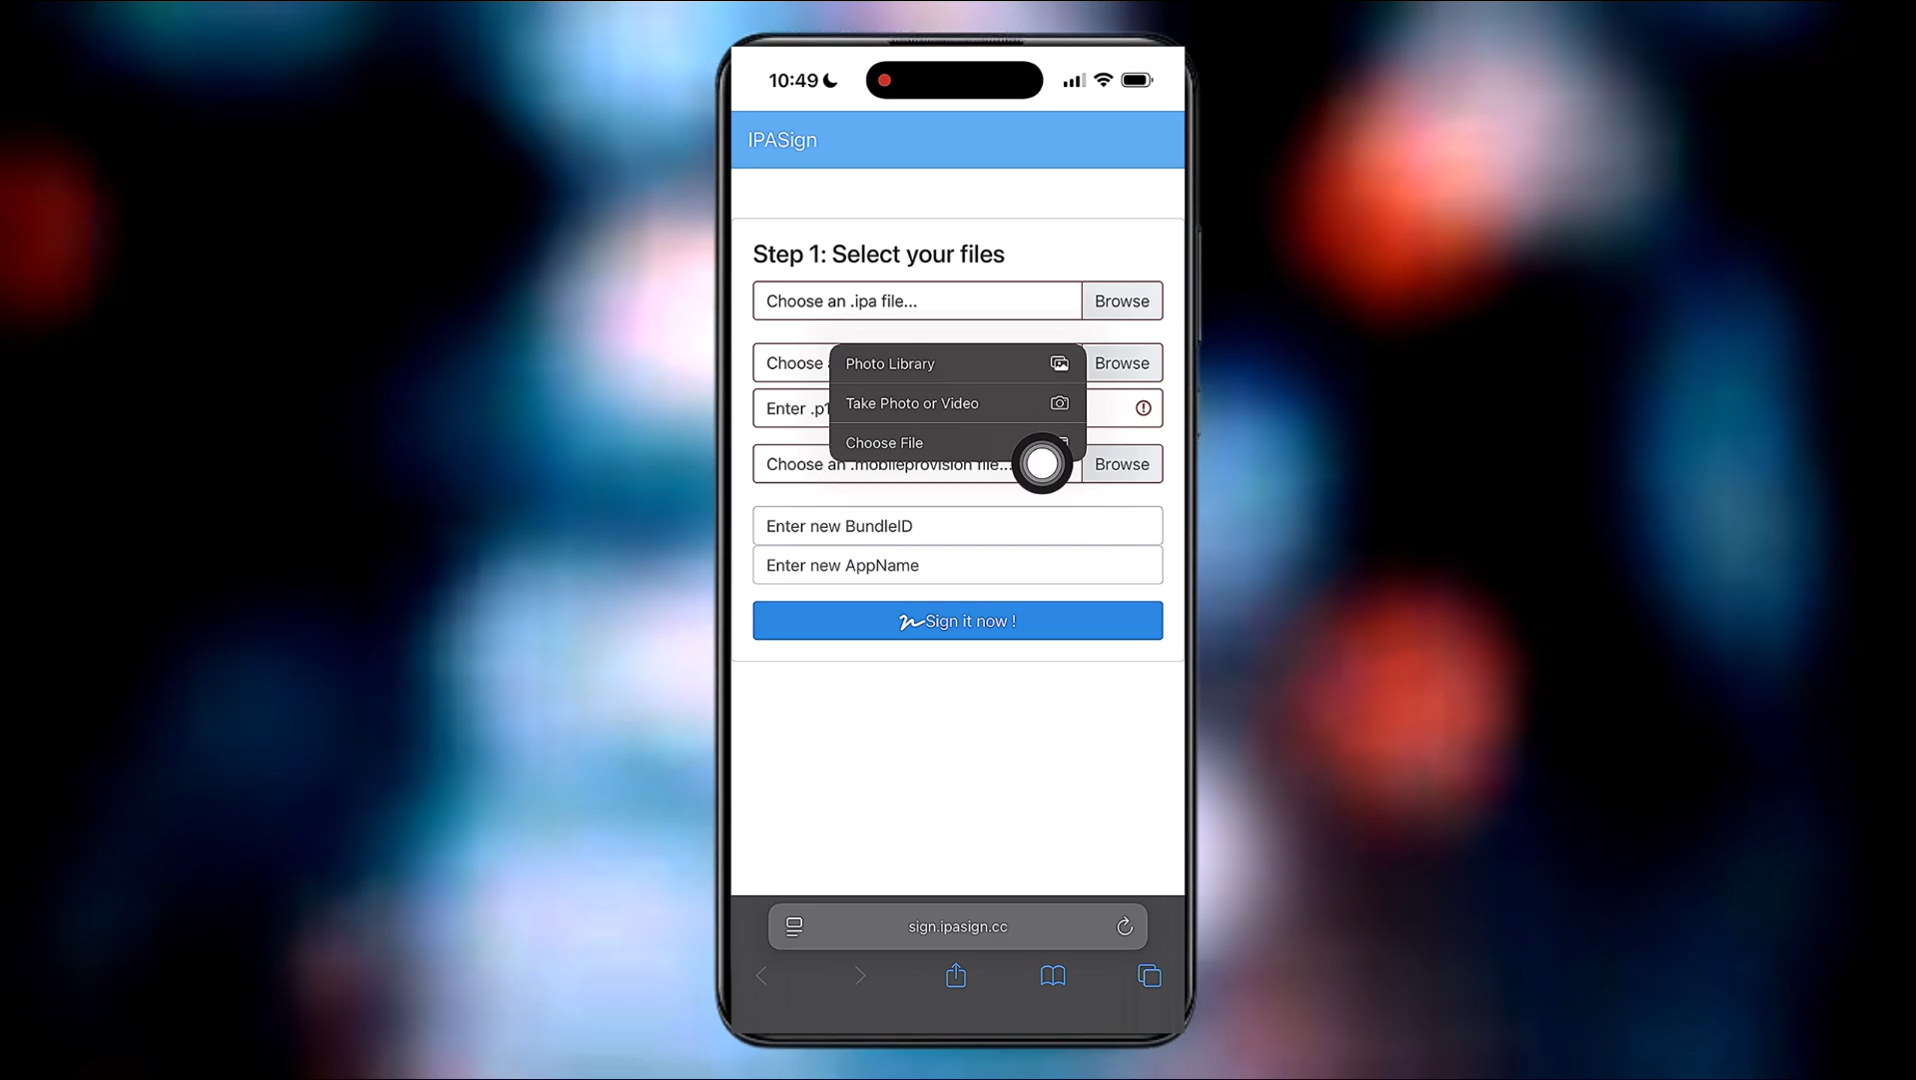 10:49
IPASign
Step 1: Select your files
Choose an .ipa file...
Browse
Choose
Browse
Photo Library
Take Photo or Video
Choose File
Enter .p1
Choose an .mobileprovision file...
Browse
Enter new BundleID
Enter new AppName
Sign it now !
sign.ipasign.cc